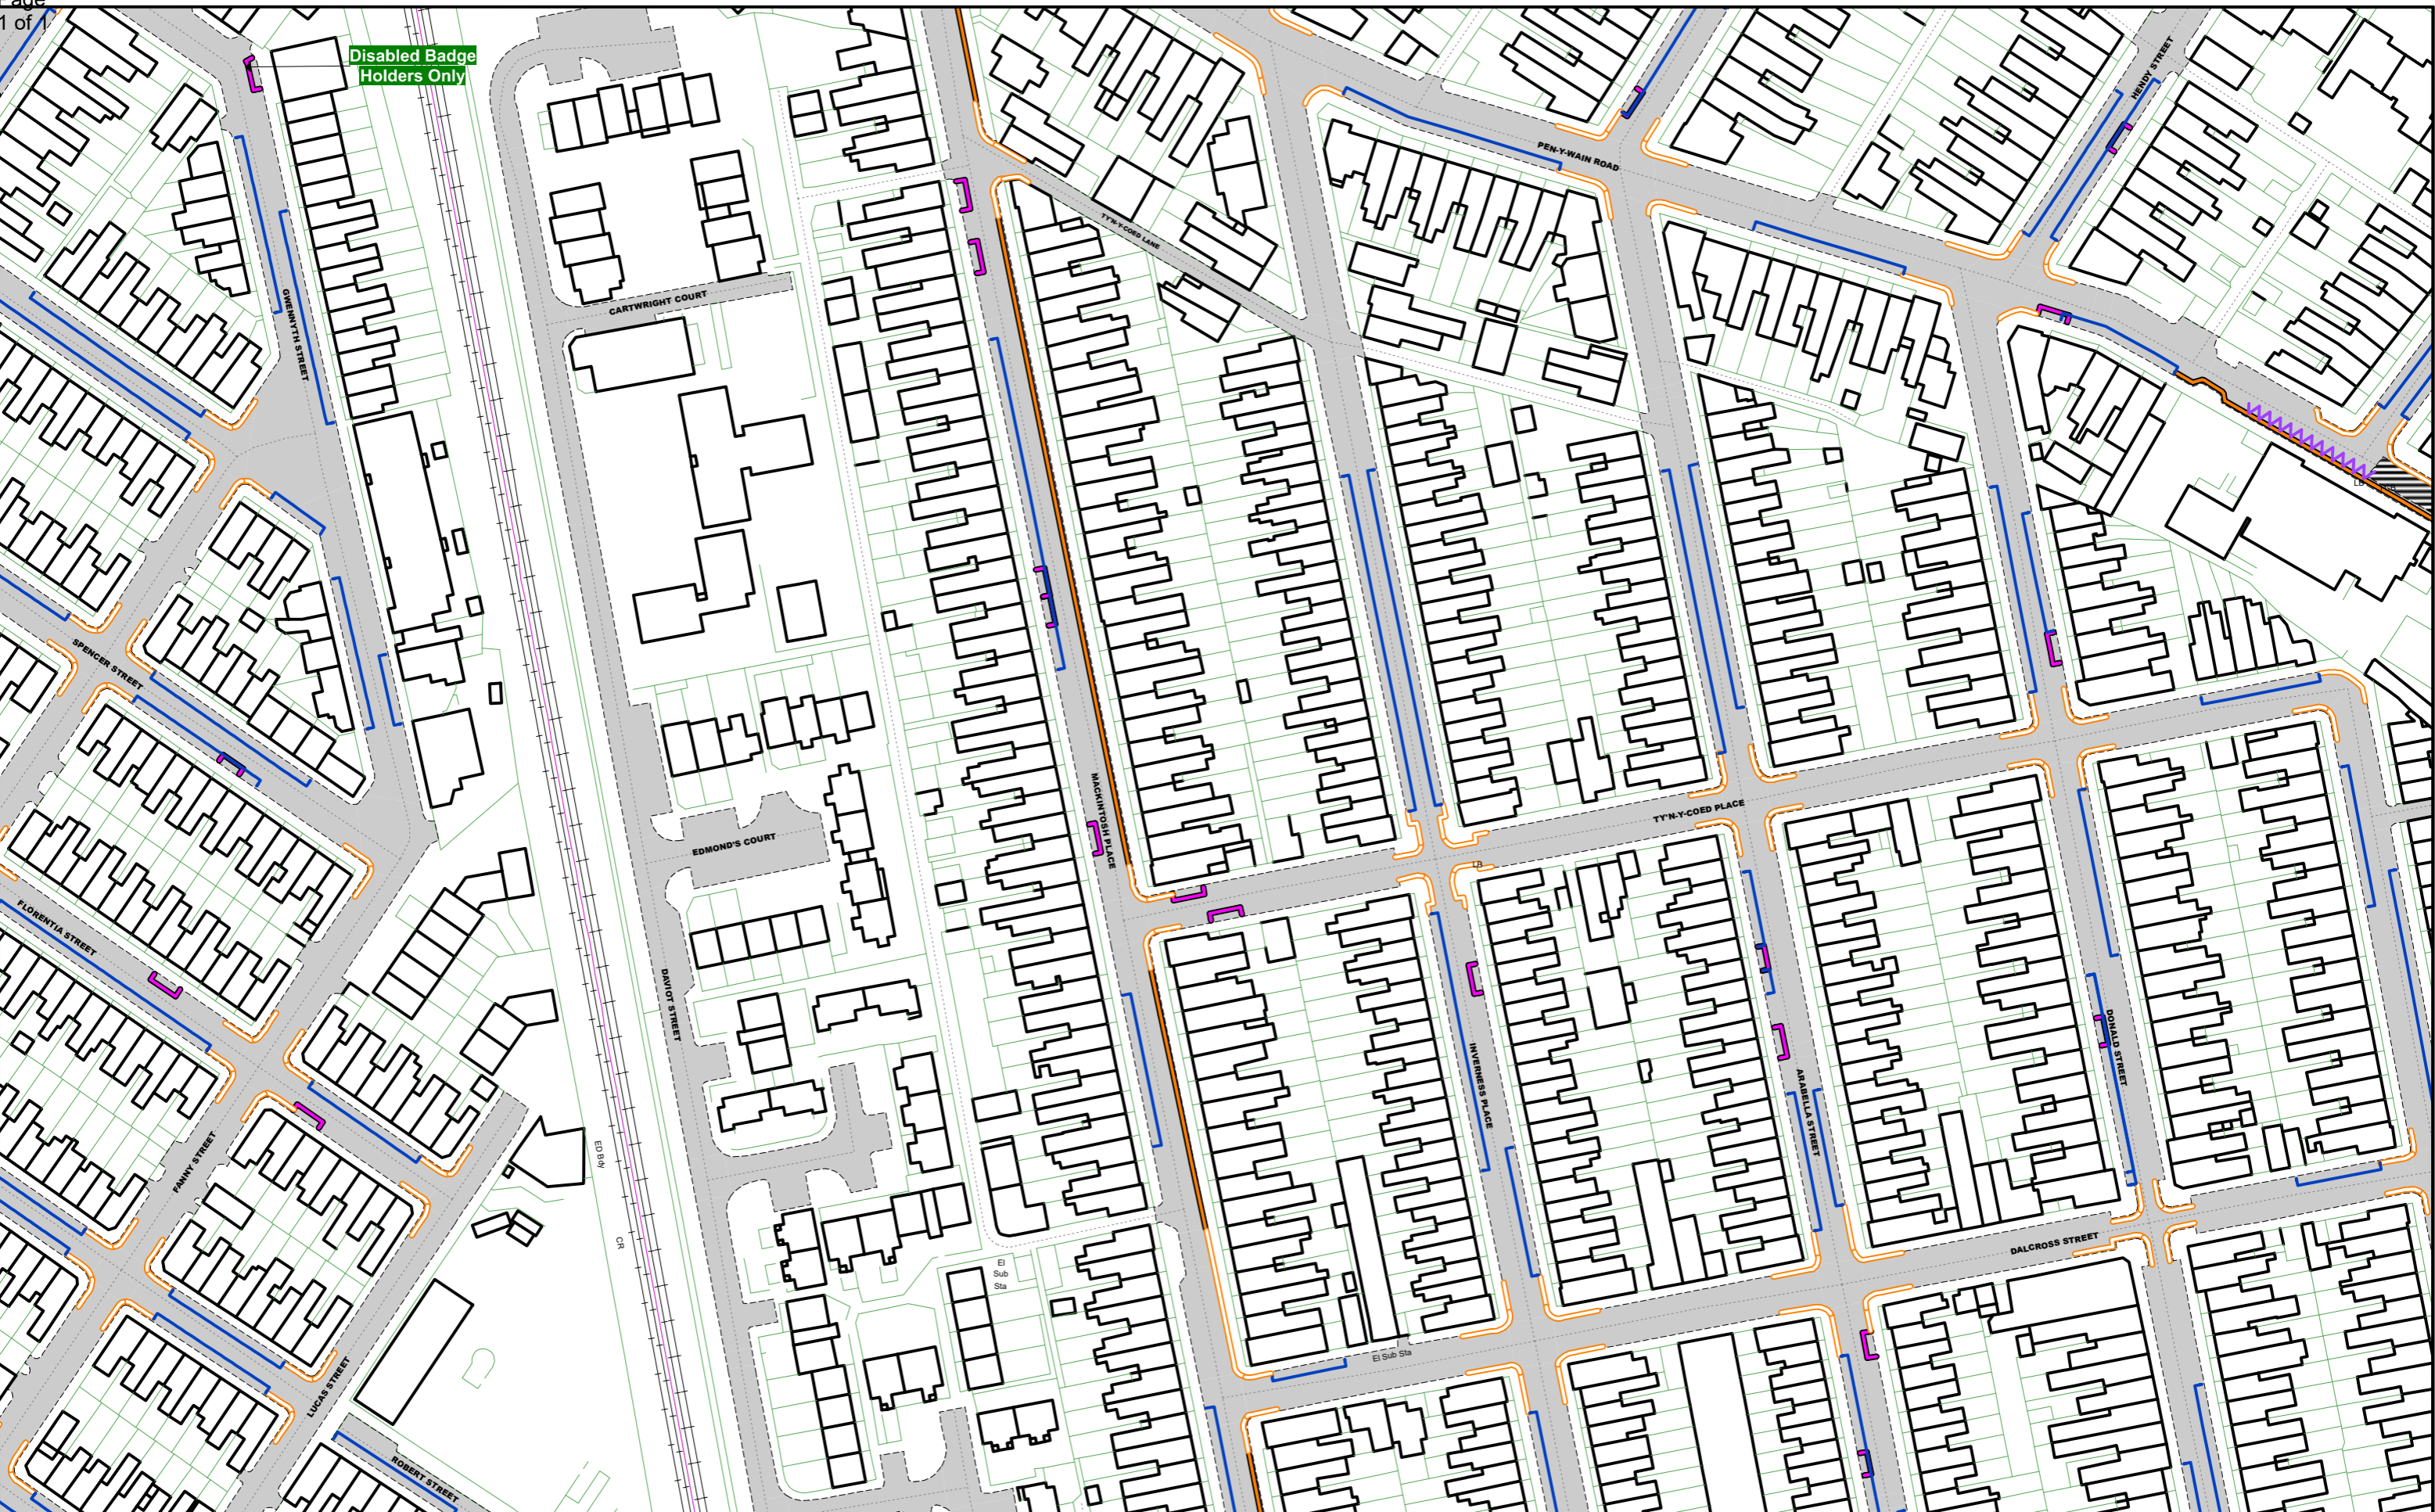 Page
1 of 1
Disabled Badge
Holders Only
HENDY STREET
PEN-Y-WAIN ROAD
TY'N-Y-COED LANE
CARTWRIGHT COURT
GWENNYTH STREET
LB
SPENCER STREET
MACKINTOSH PLACE
TY'N-Y-COED PLACE
EDMOND'S COURT
LB
FLORENTIA STREET
DAVIOT STREET
DONALD STREET
INVERNESS PLACE
ARABELLA STREET
FANNY STREET
ED Bdy
CR
DALCROSS STREET
El
Sub
Sta
El Sub Sta
LUCAS STREET
ROBERT STREET